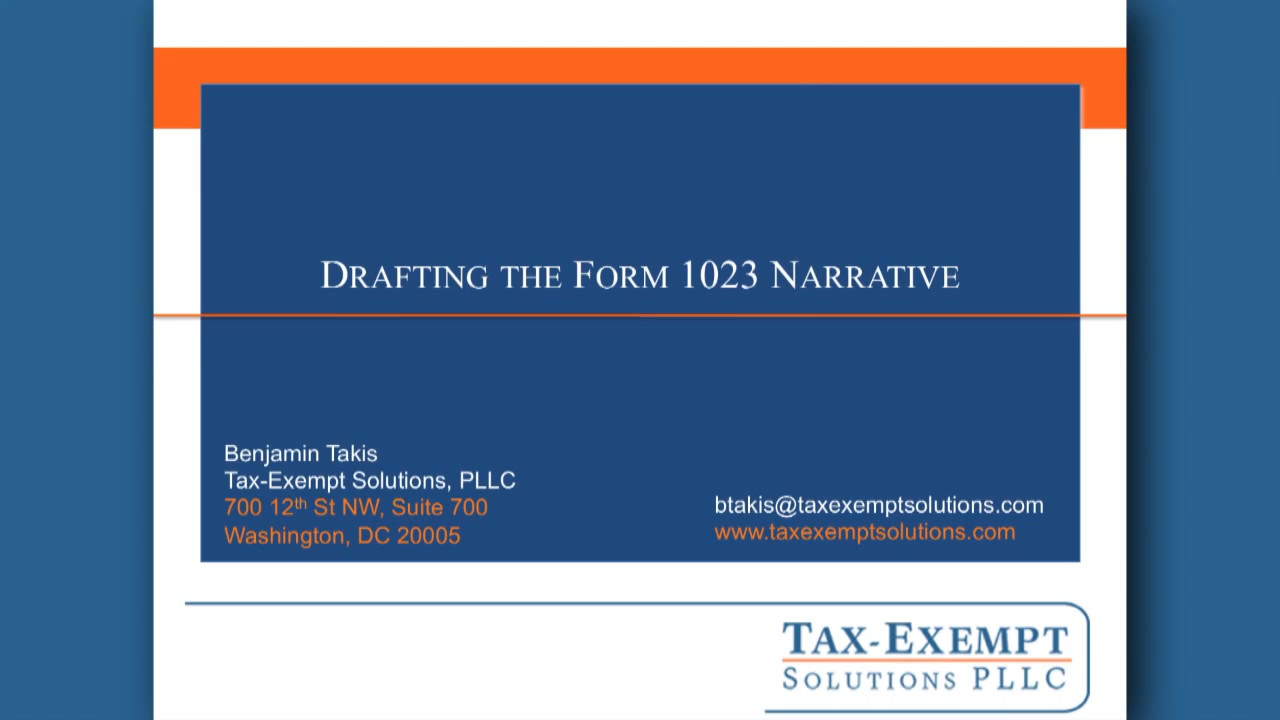 DRAFTING THE FORM 1023 NARRATIVE
Benjamin Takis
Tax-Exempt Solutions, PLLC
700 12th St NW, Suite 700
Washington, DC 20005
btakis@taxexemptsolutions.com
www.taxexemptsolutions.com
TAX-EXEMPT
SOLUTIONS PLLC